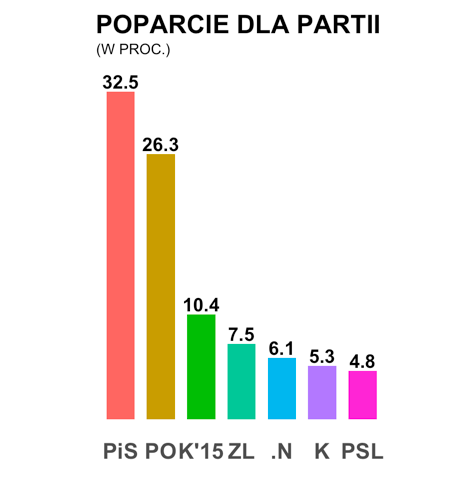 POPARCIE DLA PARTII
(W PROC.)
32.5
26.3
10.4
7.5
6.1
5.3
4.8
PiS PO K'15 ZL .N K PSL